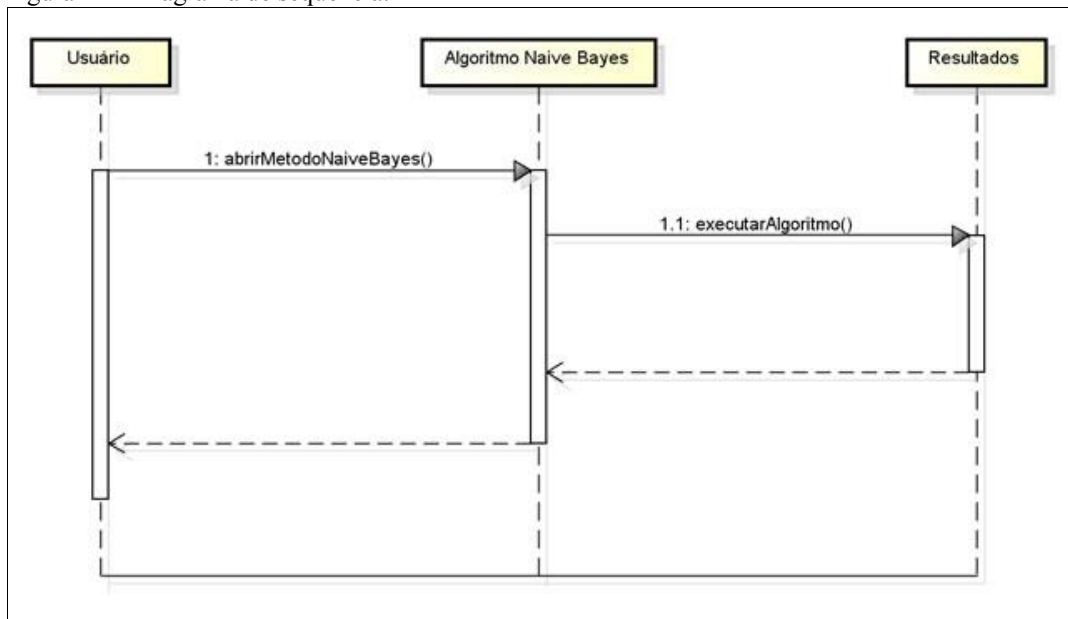 Usuário
Algoritmo Naive Bayes
Resultados
1: abrirMetodoNaiveBayes()
1.1: executarAlgoritmo()